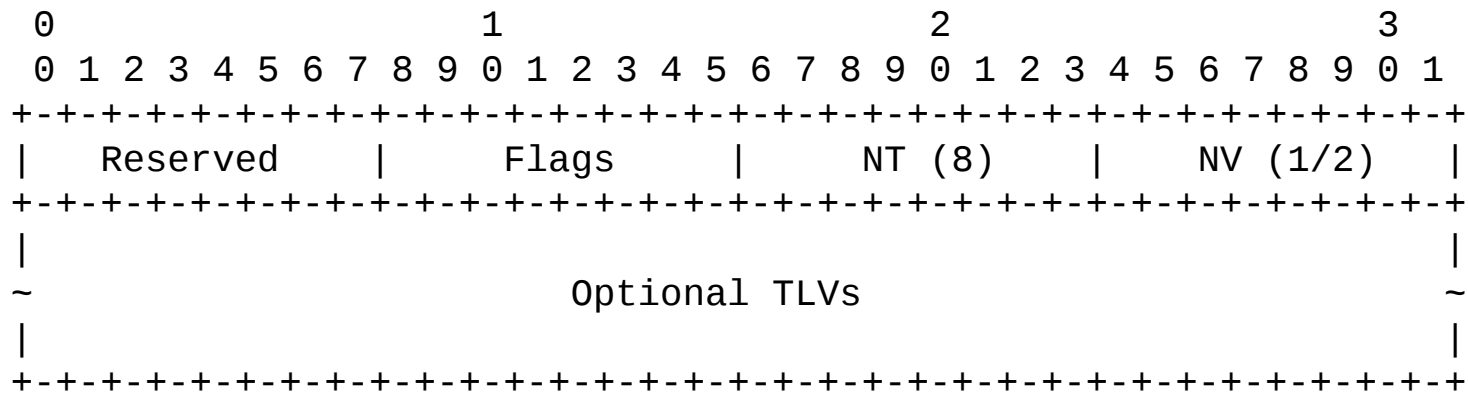 0                   1                   2                   3
 0 1 2 3 4 5 6 7 8 9 0 1 2 3 4 5 6 7 8 9 0 1 2 3 4 5 6 7 8 9 0 1
+-+-+-+-+-+-+-+-+-+-+-+-+-+-+-+-+-+-+-+-+-+-+-+-+-+-+-+-+-+-+-+-+
|   Reserved    |     Flags     |     NT (8)    |    NV (1/2)   |
+-+-+-+-+-+-+-+-+-+-+-+-+-+-+-+-+-+-+-+-+-+-+-+-+-+-+-+-+-+-+-+-+
|                                                               |
~                        Optional TLVs                          ~
|                                                               |
+-+-+-+-+-+-+-+-+-+-+-+-+-+-+-+-+-+-+-+-+-+-+-+-+-+-+-+-+-+-+-+-+